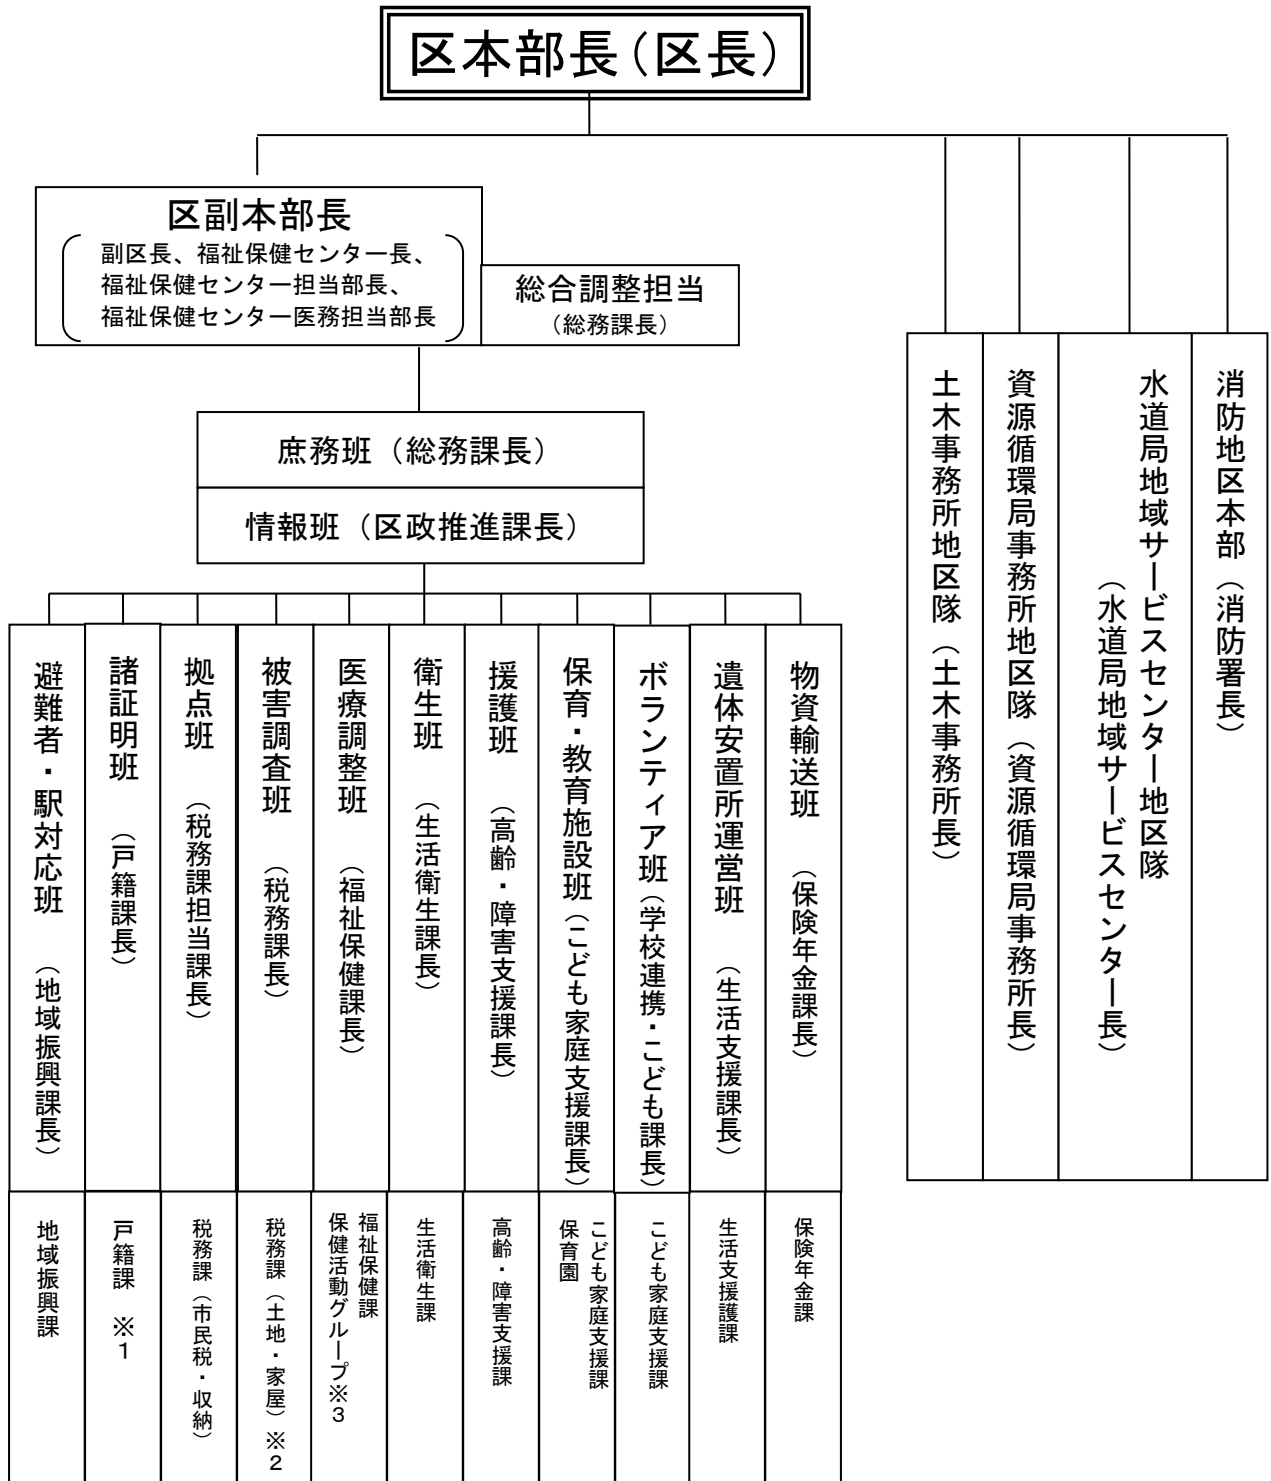 区本部長(区長)
区副本部長
副区長、福祉保健センター長、
福祉保健センター担当部長、
福祉保健センター医務担当部長
総合調整担当
(総務課長)
庶務班(総務課長)
情報班(区政推進課長)
避難者・駅対応班(地域振興課長)
諸証明班(戸籍課長)
拠点班(税務課担当課長)
被害調査班(税務課長)
医療調整班(福祉保健課長)
衛生班(生活衛生課長)
援護班(高齢・障害支援課長)
保育・教育施設班(こども家庭支援課長)
ボランティア班(学校連携・こども課長)
遺体安置所運営班(生活支援課長)
物資輸送班(保険年金課長)
地域振興課
戸籍課 ※1
税務課(市民税・収納)
税務課(土地・家屋)※2
福祉保健課
保健活動グループ※3
生活衛生課
高齢・障害支援課
こども家庭支援課
保育園
こども家庭支援課
生活支援護課
保険年金課
土木事務所地区隊(土木事務所長)
資源循環局事務所地区隊(資源循環局事務所長)
水道局地域サービスセンター地区隊
(水道局地域サービスセンター長)
消防地区本部(消防署長)